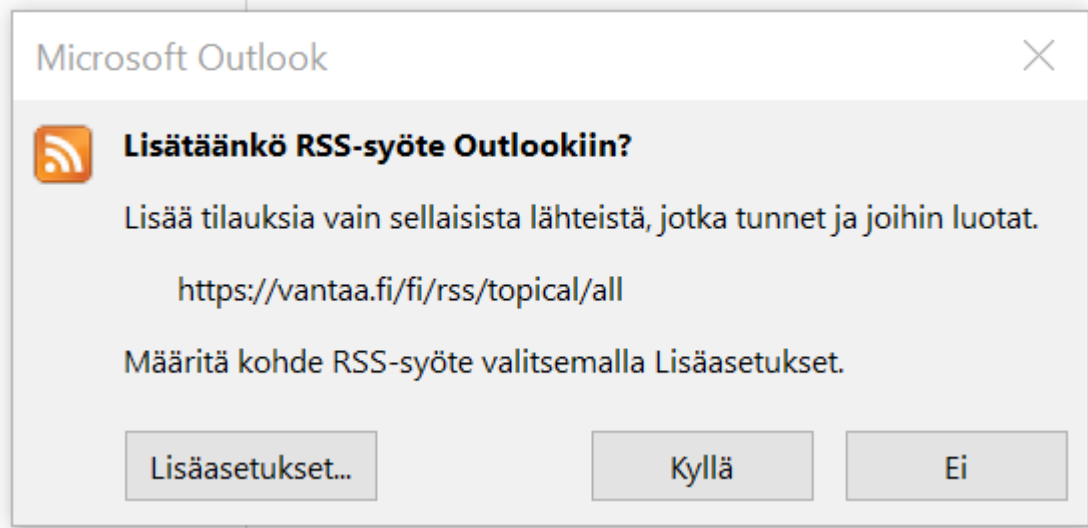 Microsoft Outlook
Lisätäänkö RSS-syöte Outlookiin?
Lisää tilauksia vain sellaisista lähteistä, jotka tunnet ja joihin luotat.
https://vantaa.fi/fi/rss/topical/all
Määritä kohde RSS-syöte valitsemalla Lisäasetukset.
Lisäasetukset... Kyllä Ei